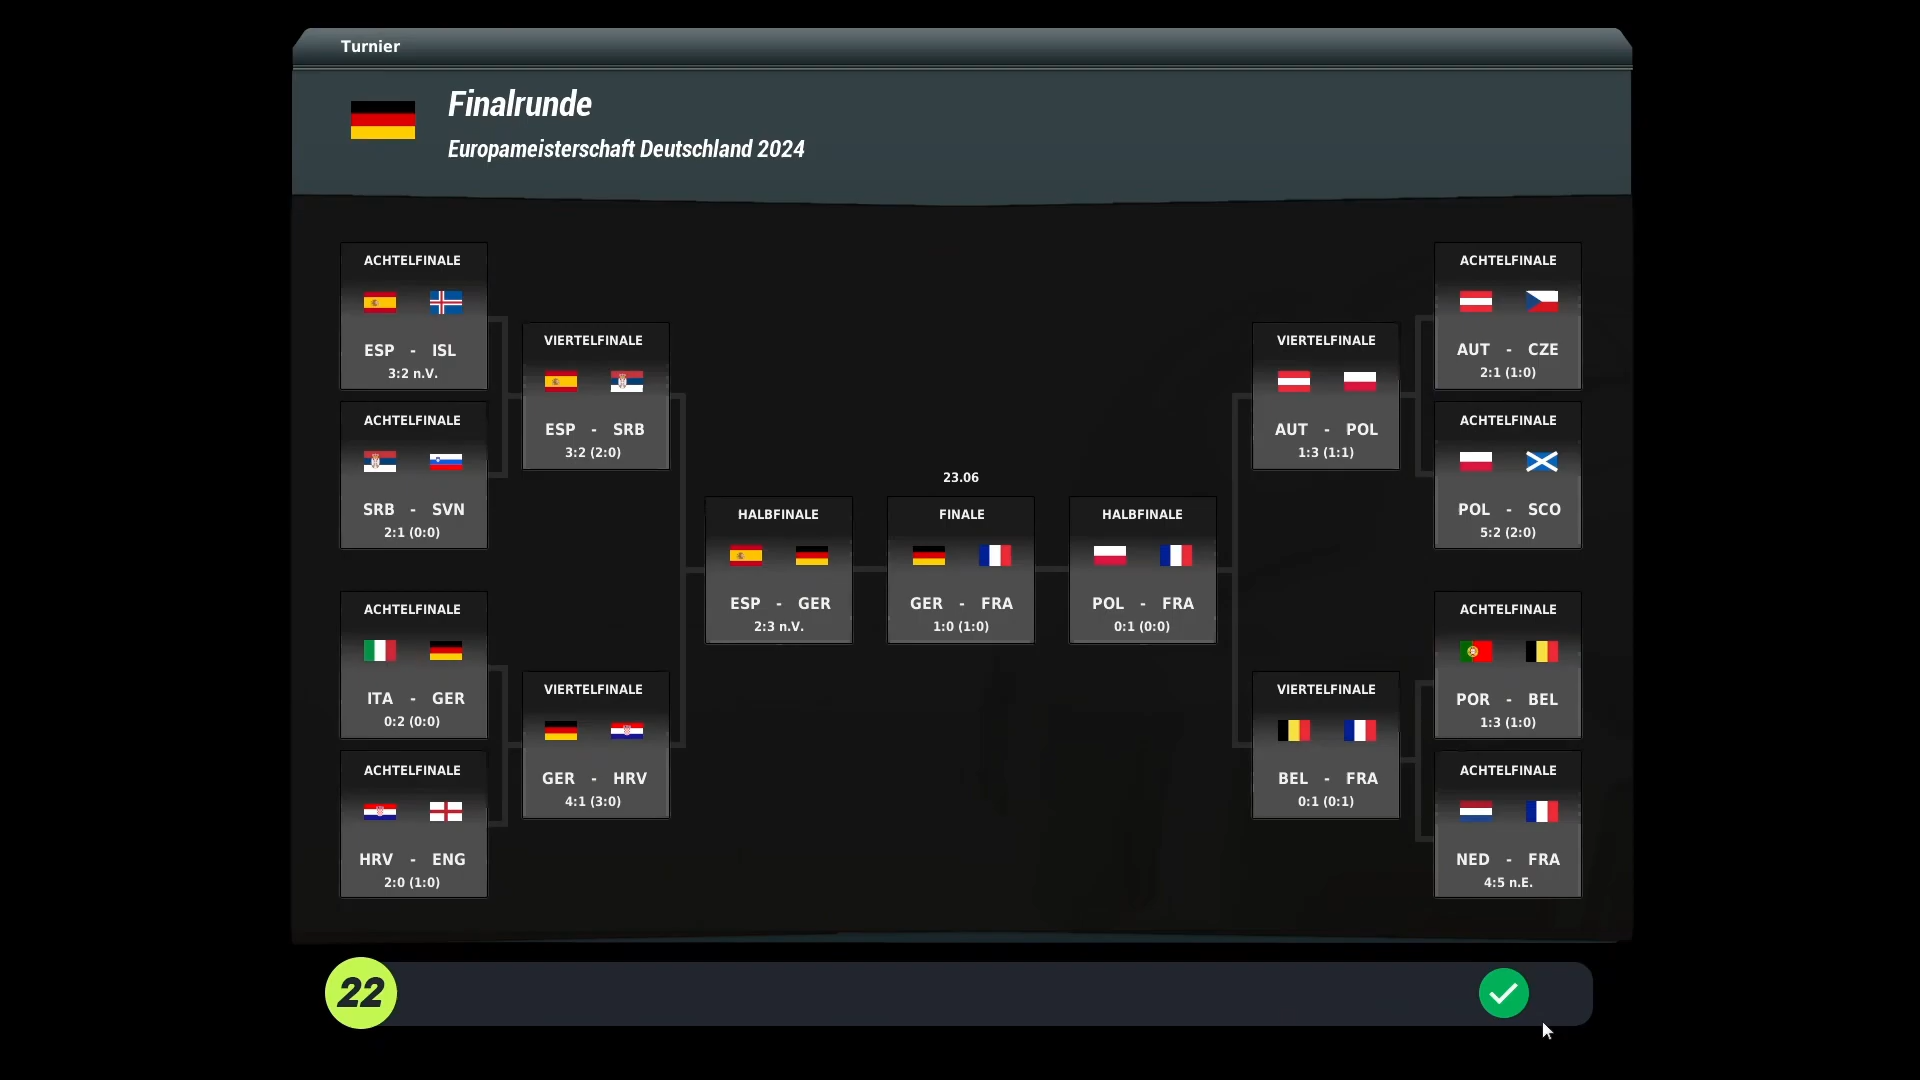 Turnier
Finalrunde
Europameisterschaft Deutschland 2024
ACHTELFINALE
ESP - ISL
3:2 n.V.
ACHTELFINALE
SRB - SVN
2:1 (0:0)
ACHTELFINALE
ITA - GER
0:2 (0:0)
ACHTELFINALE
HRV - ENG
2:0 (1:0)
VIERTELFINALE
ESP - SRB
3:2 (2:0)
VIERTELFINALE
GER - HRV
4:1 (3:0)
HALBFINALE
ESP - GER
2:3 n.V.
23.06
FINALE
GER - FRA
1:0 (1:0)
HALBFINALE
POL - FRA
0:1 (0:0)
VIERTELFINALE
AUT - POL
1:3 (1:1)
VIERTELFINALE
BEL - FRA
0:1 (0:1)
ACHTELFINALE
AUT - CZE
2:1 (1:0)
ACHTELFINALE
POL - SCO
5:2 (2:0)
ACHTELFINALE
POR - BEL
1:3 (1:0)
ACHTELFINALE
NED - FRA
4:5 n.E.
22